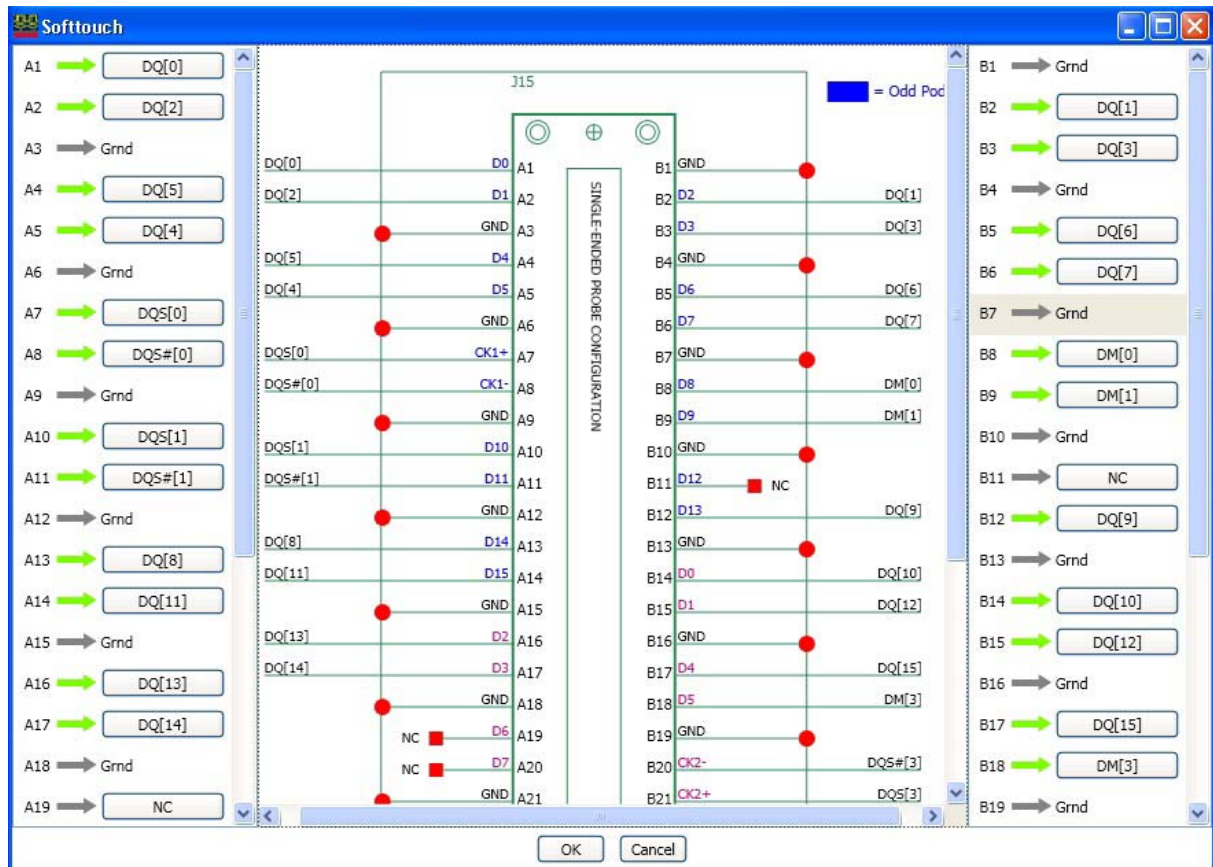 Softtouch
A1 DQ[0]
A2 DQ[2]
A3 Grnd
A4 DQ[5]
A5 DQ[4]
A6 Grnd
A7 DQS[0]
A8 DQS#[0]
A9 Grnd
A10 DQS[1]
A11 DQS#[1]
A12 Grnd
A13 DQ[8]
A14 DQ[11]
A15 Grnd
A16 DQ[13]
A17 DQ[14]
A18 Grnd
A19 NC
J15
= Odd Pod
SINGLE-ENDED PROBE CONFIGURATION
DQ[0] D0 A1 B1 GND
DQ[2] D1 A2 B2 D2 DQ[1]
GND A3 B3 D3 DQ[3]
DQ[5] D4 A4 B4 GND
DQ[4] D5 A5 B5 D6 DQ[6]
GND A6 B6 D7 DQ[7]
DQS[0] CK1+ A7 B7 GND
DQS#[0] CK1- A8 B8 D8 DM[0]
GND A9 B9 D9 DM[1]
DQS[1] D10 A10 B10 GND
DQS#[1] D11 A11 B11 D12 NC
GND A12 B12 D13 DQ[9]
DQ[8] D14 A13 B13 GND
DQ[11] D15 A14 B14 D0 DQ[10]
GND A15 B15 D1 DQ[12]
DQ[13] D2 A16 B16 GND
DQ[14] D3 A17 B17 D4 DQ[15]
GND A18 B18 D5 DM[3]
NC D6 A19 B19 GND
NC D7 A20 B20 CK2- DQS#[3]
GND A21 B21 CK2+ DQS[3]
B1 Grnd
B2 DQ[1]
B3 DQ[3]
B4 Grnd
B5 DQ[6]
B6 DQ[7]
B7 Grnd
B8 DM[0]
B9 DM[1]
B10 Grnd
B11 NC
B12 DQ[9]
B13 Grnd
B14 DQ[10]
B15 DQ[12]
B16 Grnd
B17 DQ[15]
B18 DM[3]
B19 Grnd
OK Cancel